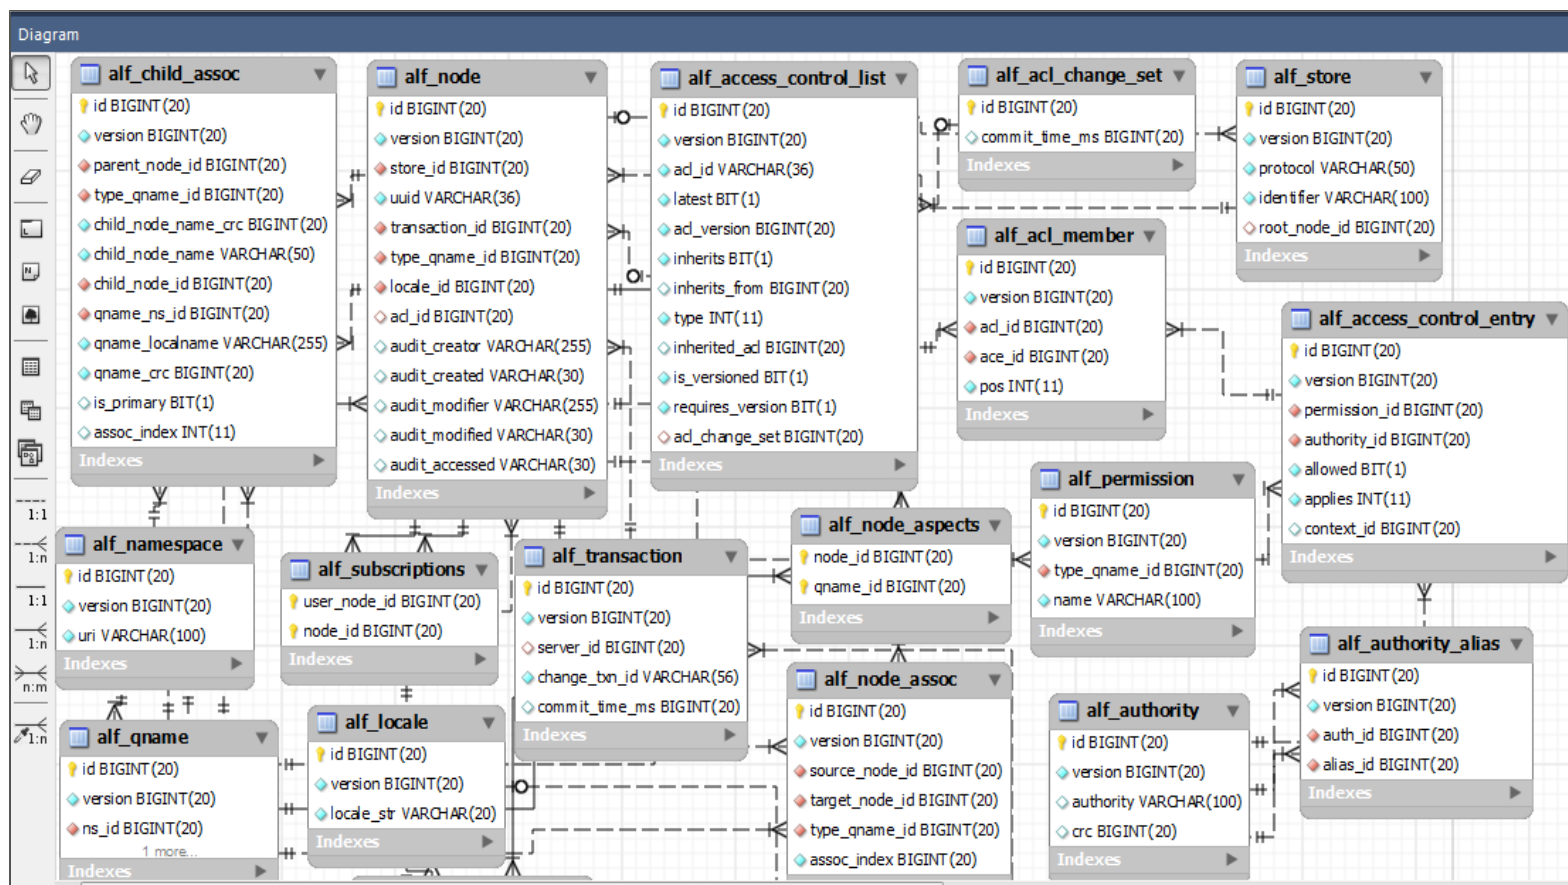 Diagram
alf_child_assoc
id BIGINT(20)
version BIGINT(20)
parent_node_id BIGINT(20)
type_qname_id BIGINT(20)
child_node_name_crc BIGINT(20)
child_node_name VARCHAR(50)
child_node_id BIGINT(20)
qname_ns_id BIGINT(20)
qname_localname VARCHAR(255)
qname_crc BIGINT(20)
is_primary BIT(1)
assoc_index INT(11)
Indexes
alf_node
id BIGINT(20)
version BIGINT(20)
store_id BIGINT(20)
uuid VARCHAR(36)
transaction_id BIGINT(20)
type_qname_id BIGINT(20)
locale_id BIGINT(20)
acl_id BIGINT(20)
audit_creator VARCHAR(255)
audit_created VARCHAR(30)
audit_modifier VARCHAR(255)
audit_modified VARCHAR(30)
audit_accessed VARCHAR(30)
Indexes
alf_access_control_list
id BIGINT(20)
version BIGINT(20)
acl_id VARCHAR(36)
latest BIT(1)
acl_version BIGINT(20)
inherits BIT(1)
inherits_from BIGINT(20)
type INT(11)
inherited_acl BIGINT(20)
is_versioned BIT(1)
requires_version BIT(1)
acl_change_set BIGINT(20)
Indexes
alf_acl_change_set
id BIGINT(20)
commit_time_ms BIGINT(20)
Indexes
alf_store
id BIGINT(20)
version BIGINT(20)
protocol VARCHAR(50)
identifier VARCHAR(100)
root_node_id BIGINT(20)
Indexes
alf_acl_member
id BIGINT(20)
version BIGINT(20)
acl_id BIGINT(20)
ace_id BIGINT(20)
pos INT(11)
Indexes
alf_access_control_entry
id BIGINT(20)
version BIGINT(20)
permission_id BIGINT(20)
authority_id BIGINT(20)
allowed BIT(1)
applies INT(11)
context_id BIGINT(20)
Indexes
alf_permission
id BIGINT(20)
version BIGINT(20)
type_qname_id BIGINT(20)
name VARCHAR(100)
Indexes
alf_node_aspects
node_id BIGINT(20)
qname_id BIGINT(20)
Indexes
1:1
1:n
1:1
1:n
n:m
1:n
alf_namespace
id BIGINT(20)
version BIGINT(20)
uri VARCHAR(100)
Indexes
alf_subscriptions
user_node_id BIGINT(20)
node_id BIGINT(20)
Indexes
alf_transaction
id BIGINT(20)
version BIGINT(20)
server_id BIGINT(20)
change_txn_id VARCHAR(56)
commit_time_ms BIGINT(20)
Indexes
alf_authority_alias
id BIGINT(20)
version BIGINT(20)
auth_id BIGINT(20)
alias_id BIGINT(20)
Indexes
alf_qname
id BIGINT(20)
version BIGINT(20)
ns_id BIGINT(20)
1 more...
Indexes
alf_locale
id BIGINT(20)
version BIGINT(20)
locale_str VARCHAR(20)
Indexes
alf_node_assoc
id BIGINT(20)
version BIGINT(20)
source_node_id BIGINT(20)
target_node_id BIGINT(20)
type_qname_id BIGINT(20)
assoc_index BIGINT(20)
alf_authority
id BIGINT(20)
version BIGINT(20)
authority VARCHAR(100)
crc BIGINT(20)
Indexes